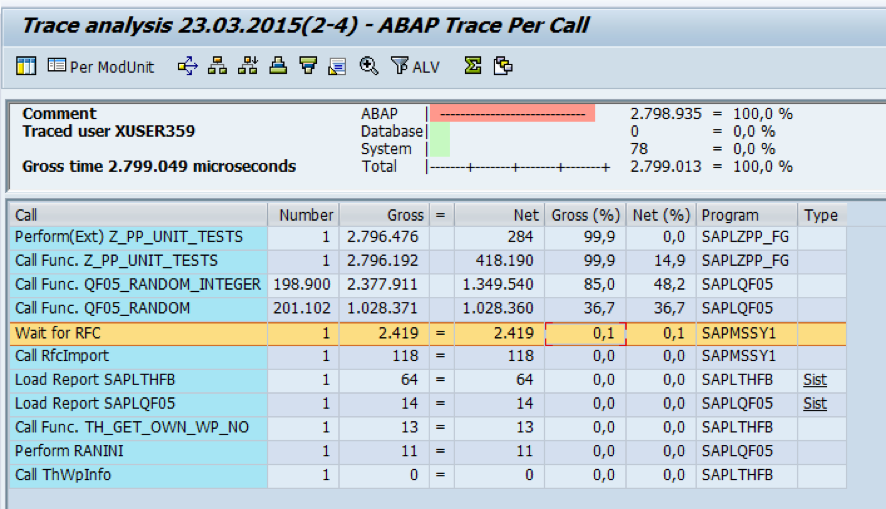 Trace analysis 23.03.2015(2-4) - ABAP Trace Per Call
Per ModUnit ALV
Comment ABAP |----------------------------- 2.798.935 = 100,0 %
Traced user XUSER359 Database| 0 = 0,0 %
System | 78 = 0,0 %
Gross time 2.799.049 microseconds Total |-------+-------+-------+-------+ 2.799.013 = 100,0 %
Call Number Gross = Net Gross (%) Net (%) Program Type
Perform(Ext) Z_PP_UNIT_TESTS 1 2.796.476 284 99,9 0,0 SAPLZPP_FG
Call Func. Z_PP_UNIT_TESTS 1 2.796.192 418.190 99,9 14,9 SAPLZPP_FG
Call Func. QF05_RANDOM_INTEGER 198.900 2.377.911 1.349.540 85,0 48,2 SAPLQF05
Call Func. QF05_RANDOM 201.102 1.028.371 1.028.360 36,7 36,7 SAPLQF05
Wait for RFC 1 2.419 = 2.419 0,1 0,1 SAPMSSY1
Call RfcImport 1 118 = 118 0,0 0,0 SAPMSSY1
Load Report SAPLTHFB 1 64 = 64 0,0 0,0 SAPLTHFB Sist
Load Report SAPLQF05 1 14 = 14 0,0 0,0 SAPLQF05 Sist
Call Func. TH_GET_OWN_WP_NO 1 13 = 13 0,0 0,0 SAPLTHFB
Perform RANINI 1 11 = 11 0,0 0,0 SAPLQF05
Call ThWpInfo 1 0 = 0 0,0 0,0 SAPLTHFB